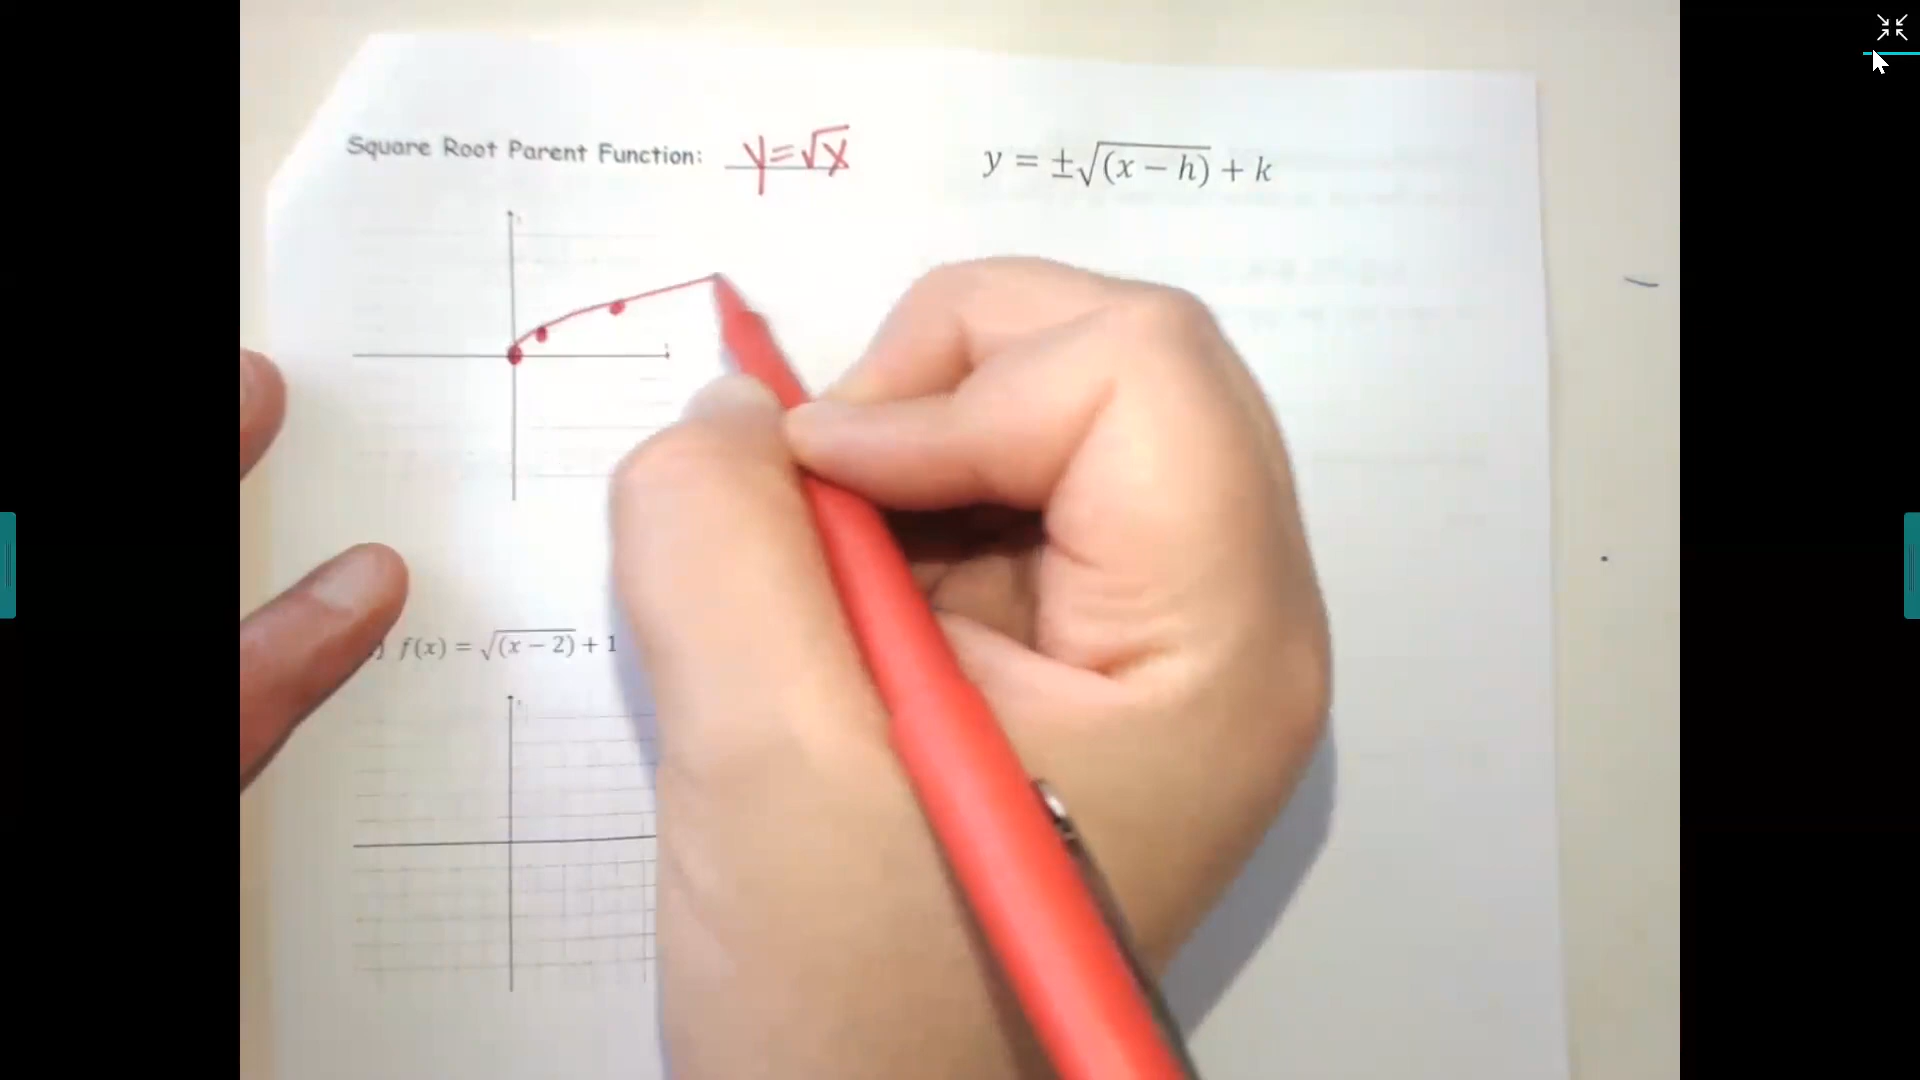 Square Root Parent Function: y=√x
y = ±√(x − h) + k
f(x) = √(x − 2) + 1